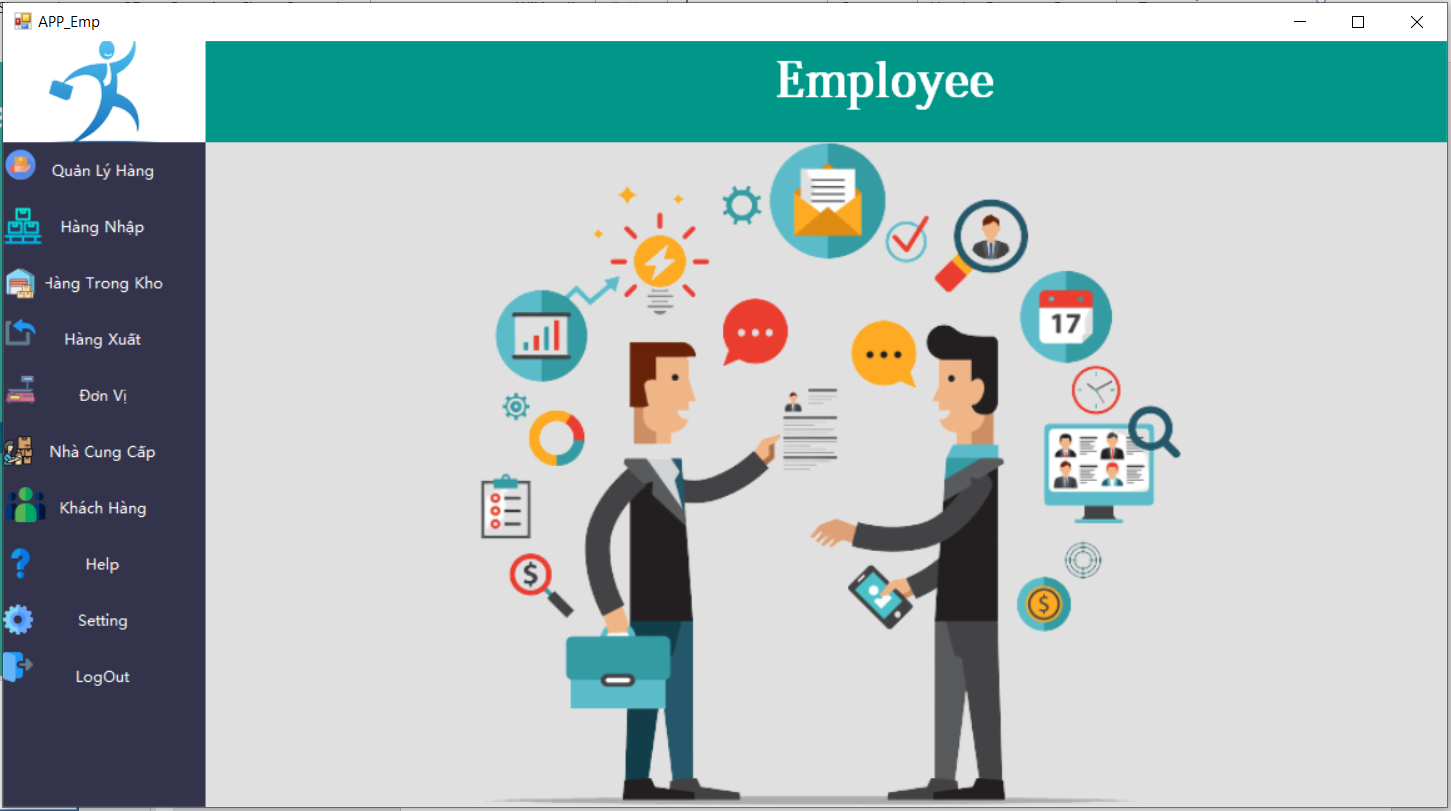 APP_Emp
Employee
Quản Lý Hàng
Hàng Nhập
Hàng Trong Kho
Hàng Xuất
Đơn Vị
Nhà Cung Cấp
Khách Hàng
Help
Setting
LogOut
17
$
$